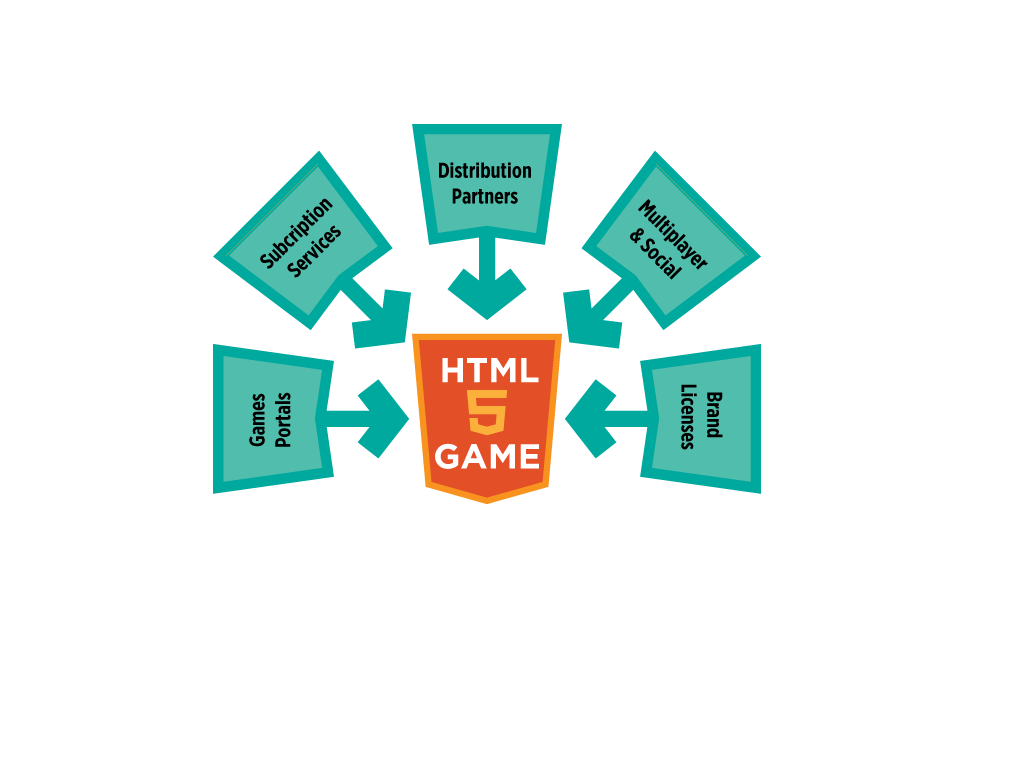 Distribution
Partners
Subcription
Services
Multiplayer
& Social
Games
Portals
HTML
5
GAME
Brand
Licenses